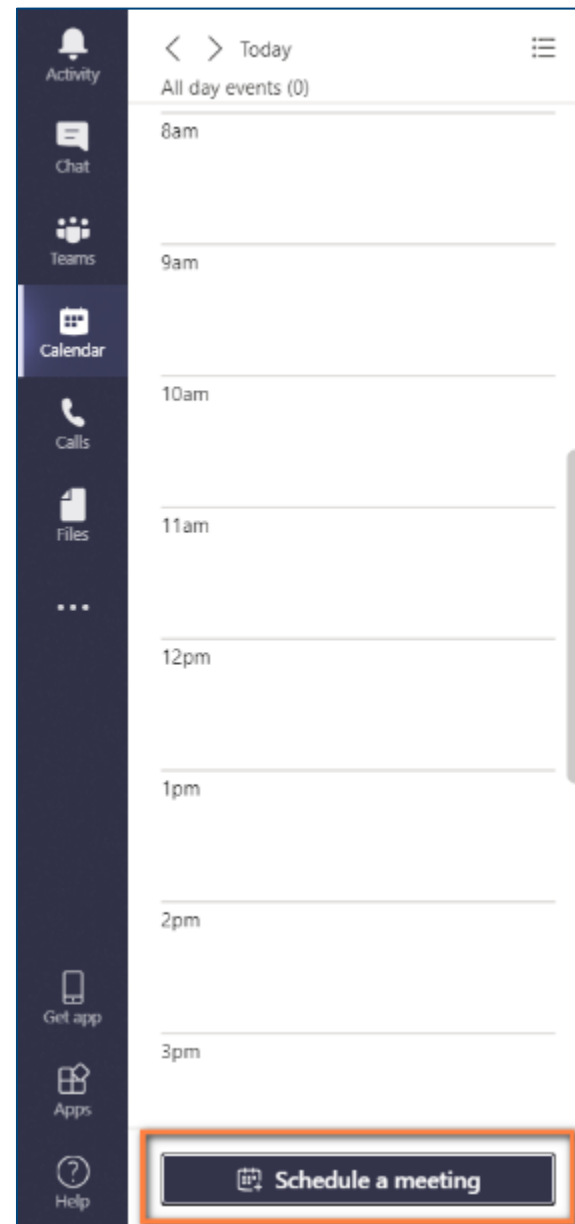 Activity
Chat
Teams
Calendar
Calls
Files
Get app
Apps
Help
Today
All day events (0)
8am
9am
10am
11am
12pm
1pm
2pm
3pm
Schedule a meeting